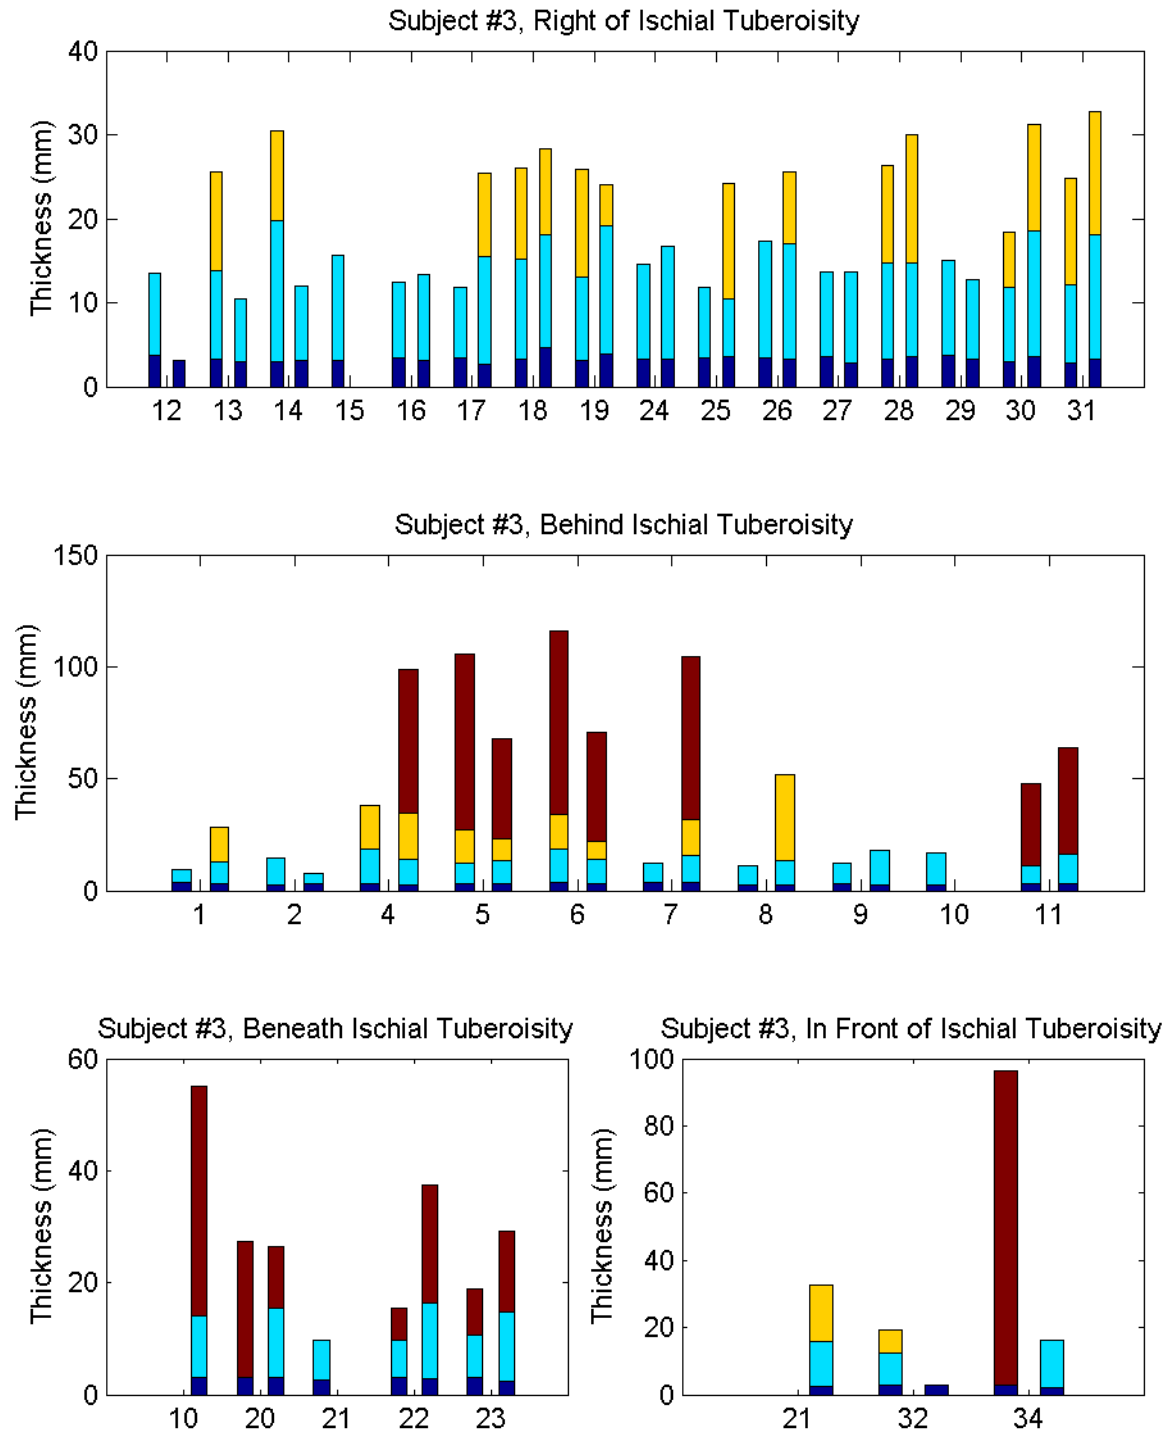 Subject #3, Right of Ischial Tuberoisity
Thickness (mm)
40
30
20
10
0
12 13 14 15 16 17 18 19 24 25 26 27 28 29 30 31
Subject #3, Behind Ischial Tuberoisity
Thickness (mm)
150
100
50
0
1 2 4 5 6 7 8 9 10 11
Subject #3, Beneath Ischial Tuberoisity
Thickness (mm)
60
40
20
0
10 20 21 22 23
Subject #3, In Front of Ischial Tuberoisity
Thickness (mm)
100
80
60
40
20
0
21 32 34